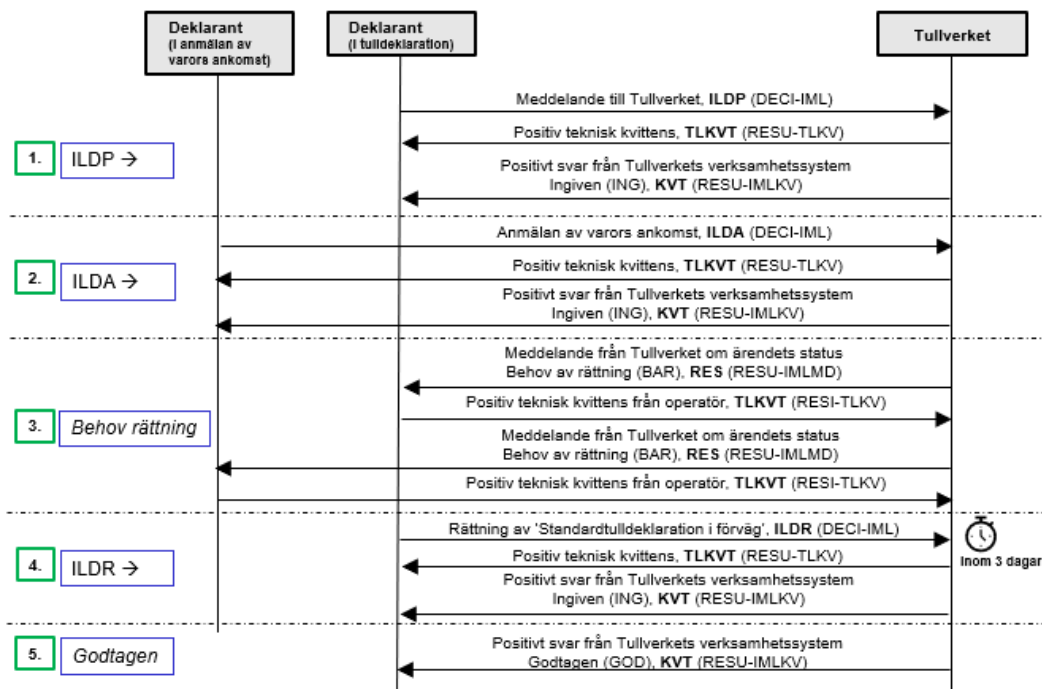 Deklarant
(i anmälan av
varors ankomst)
Deklarant
(i tulldeklaration)
Tullverket
1.
ILDP →
Meddelande till Tullverket, ILDP (DECI-IML)
Positiv teknisk kvittens, TLKVT (RESU-TLKV)
Positivt svar från Tullverkets verksamhetssystem
Ingiven (ING), KVT (RESU-IMLKV)
2.
ILDA →
Anmälan av varors ankomst, ILDA (DECI-IML)
Positiv teknisk kvittens, TLKVT (RESU-TLKV)
Positivt svar från Tullverkets verksamhetssystem
Ingiven (ING), KVT (RESU-IMLKV)
3.
Behov rättning
Meddelande från Tullverket om ärendets status
Behov av rättning (BAR), RES (RESU-IMLMD)
Positiv teknisk kvittens från operatör, TLKVT (RESI-TLKV)
Meddelande från Tullverket om ärendets status
Behov av rättning (BAR), RES (RESU-IMLMD)
Positiv teknisk kvittens från operatör, TLKVT (RESI-TLKV)
4.
ILDR →
Rättning av 'Standardtulldeklaration i förväg', ILDR (DECI-IML)
Inom 3 dagar
Positiv teknisk kvittens, TLKVT (RESU-TLKV)
Positivt svar från Tullverkets verksamhetssystem
Ingiven (ING), KVT (RESU-IMLKV)
5.
Godtagen
Positivt svar från Tullverkets verksamhetssystem
Godtagen (GOD), KVT (RESU-IMLKV)